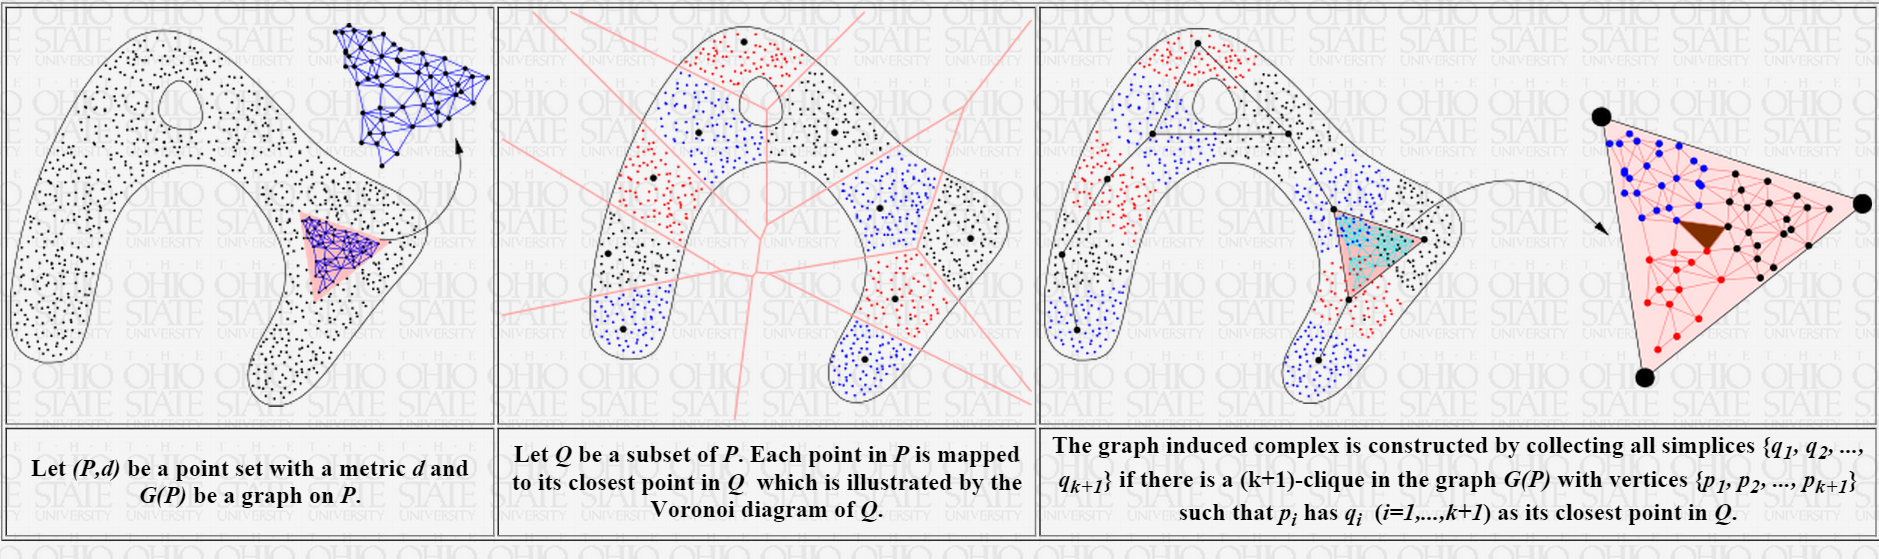 Let (P,d) be a point set with a metric d and
G(P) be a graph on P.
Let Q be a subset of P. Each point in P is mapped
to its closest point in Q which is illustrated by the
Voronoi diagram of Q.
The graph induced complex is constructed by collecting all simplices {q1, q2, ...,
qk+1} if there is a (k+1)-clique in the graph G(P) with vertices {p1, p2, ..., pk+1}
such that pi has qi (i=1,...,k+1) as its closest point in Q.
T · H · E
OHIO
STATE
UNIVERSITY